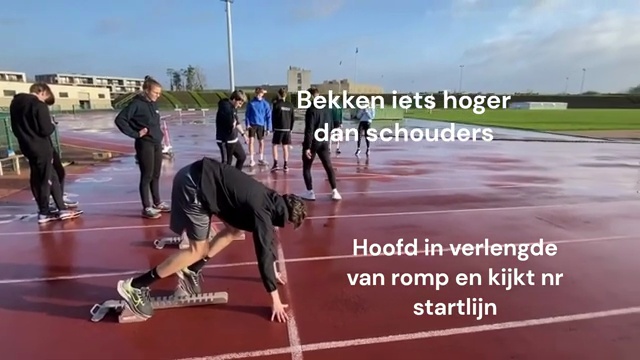 Bekken iets hoger
dan schouders
Hoofd in verlengde
van romp en kijkt nr
startlijn